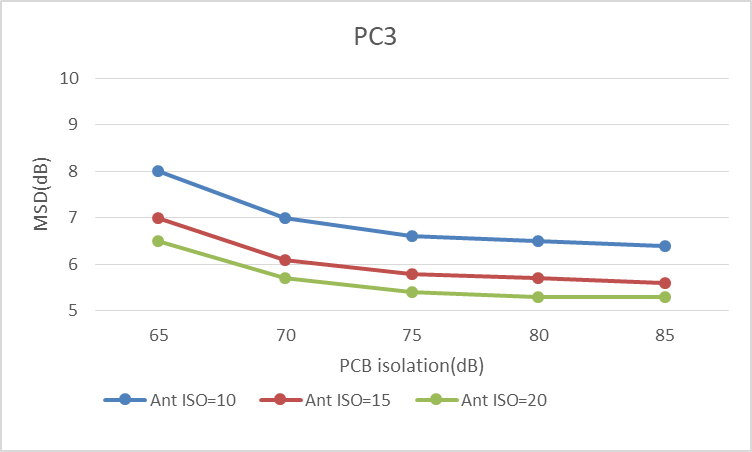 PC3
10
9
8
7
6
5
MSD(dB)
65 70 75 80 85
PCB isolation(dB)
Ant ISO=10 Ant ISO=15 Ant ISO=20